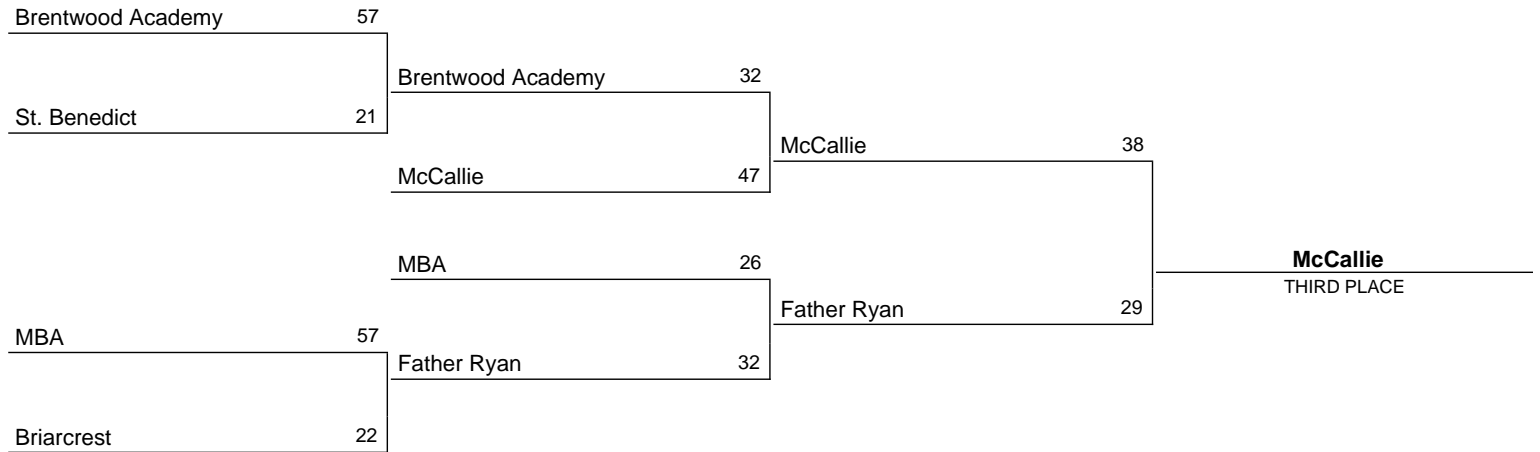 Brentwood Academy 57
Brentwood Academy 32
St. Benedict 21
McCallie 38
McCallie 47
MBA 26
McCallie
THIRD PLACE
Father Ryan 29
MBA 57
Father Ryan 32
Briarcrest 22